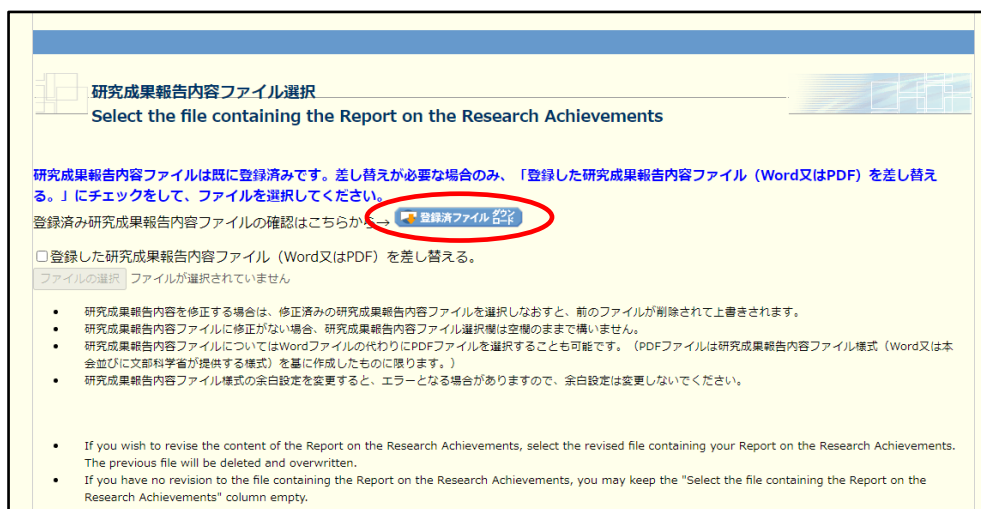 研究成果報告内容ファイル選択
Select the file containing the Report on the Research Achievements
研究成果報告内容ファイルは既に登録済みです。差し替えが必要な場合のみ、「登録した研究成果報告内容ファイル（Word又はPDF）を差し替え
る。」にチェックをして、ファイルを選択してください。
登録済み研究成果報告内容ファイルの確認はこちらから→ 登録済ファイル ダウンロード
登録した研究成果報告内容ファイル（Word又はPDF）を差し替える。
ファイルの選択 ファイルが選択されていません
• 研究成果報告内容を修正する場合は、修正済みの研究成果報告内容ファイルを選択しなおすと、前のファイルが削除されて上書きされます。
• 研究成果報告内容ファイルに修正がない場合、研究成果報告内容ファイル選択欄は空欄のままで構いません。
• 研究成果報告内容ファイルについてはWordファイルの代わりにPDFファイルを選択することも可能です。（PDFファイルは研究成果報告内容ファイル様式（Word又は本
会並びに文部科学省が提供する様式）を基に作成したものに限ります。）
• 研究成果報告内容ファイル様式の余白設定を変更すると、エラーとなる場合がありますので、余白設定は変更しないでください。
• If you wish to revise the content of the Report on the Research Achievements, select the revised file containing your Report on the Research Achievements.
The previous file will be deleted and overwritten.
• If you have no revision to the file containing the Report on the Research Achievements, you may keep the "Select the file containing the Report on the
Research Achievements" column empty.